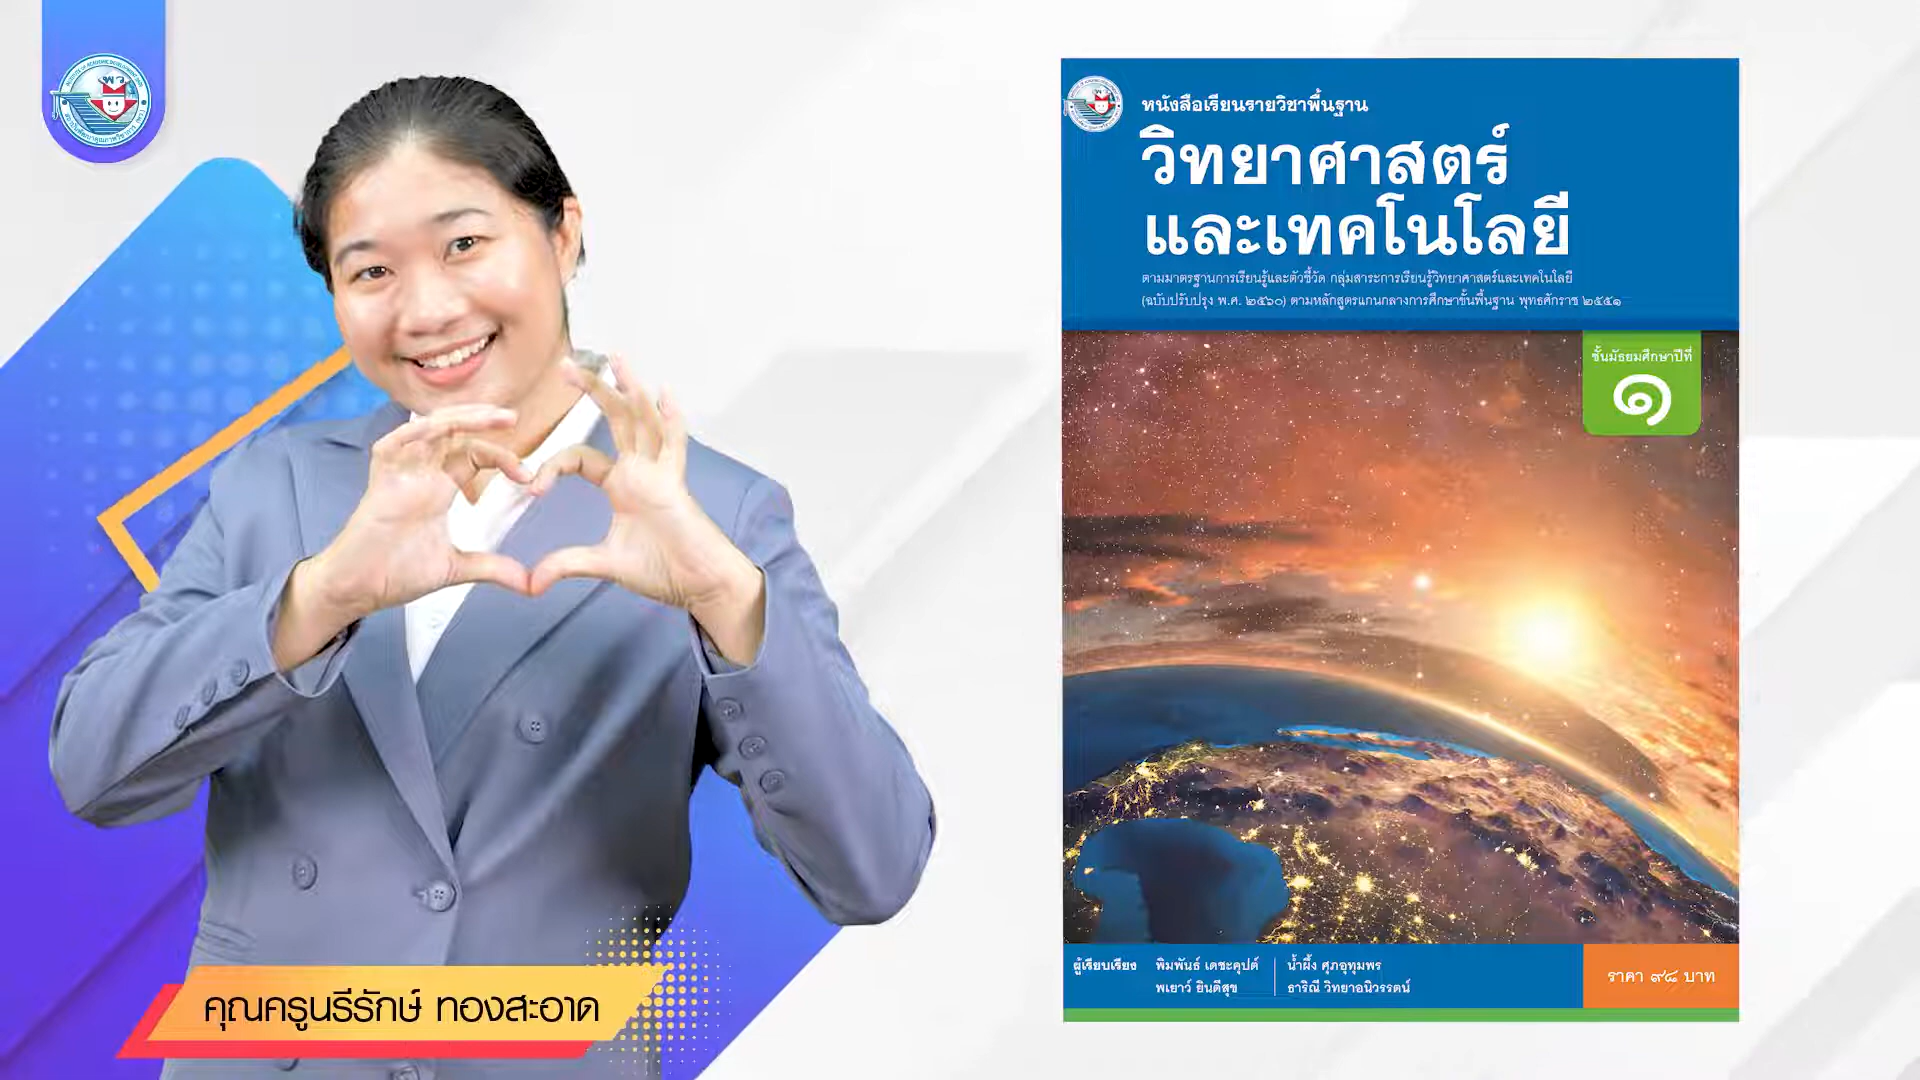 พว
หนังสือเรียนรายวิชาพื้นฐาน
วิทยาศาสตร์
และเทคโนโลยี
ตามมาตรฐานการเรียนรู้และตัวชี้วัด กลุ่มสาระการเรียนรู้วิทยาศาสตร์และเทคโนโลยี
(ฉบับปรับปรุง พ.ศ. ๒๕๖๐) ตามหลักสูตรแกนกลางการศึกษาขั้นพื้นฐาน พุทธศักราช ๒๕๕๑
ชั้นมัธยมศึกษาปีที่
๑
ผู้เรียบเรียง
พิมพันธ์ เดชะคุปต์
พเยาว์ ยินดีสุข
น้ำผึ้ง ศุภอุทุมพร
ธาริณี วิทยาอนิวรรตน์
ราคา ๙๘ บาท
คุณครูนรีรักษ์ ทองสะอาด